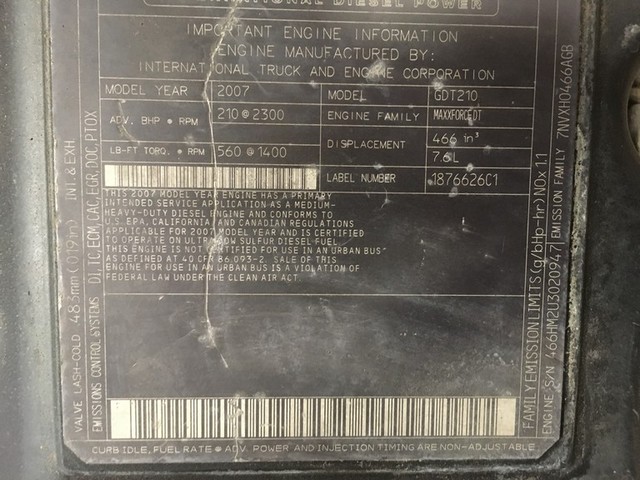 INTERNATIONAL DIESEL POWER
IMPORTANT ENGINE INFORMATION
ENGINE MANUFACTURED BY:
INTERNATIONAL TRUCK AND ENGINE CORPORATION
MODEL YEAR 2007 MODEL GDT210
ADV. BHP @ RPM 210 @ 2300 ENGINE FAMILY MAXXFORCEDT
DISPLACEMENT 466 in³
LB-FT TORQ. @ RPM 560 @ 1400 7.6L
LABEL NUMBER 1876626C1
THIS 2007 MODEL YEAR ENGINE HAS A PRIMARY
INTENDED SERVICE APPLICATION AS A MEDIUM-
HEAVY-DUTY DIESEL ENGINE AND CONFORMS TO
U.S. EPA, CALIFORNIA AND CANADIAN REGULATIONS
APPLICABLE FOR 2007 MODEL YEAR AND IS CERTIFIED
TO OPERATE ON ULTRA LOW SULFUR DIESEL FUEL
THIS ENGINE IS "NOT CERTIFIED FOR USE IN AN URBAN BUS"
AS DEFINED AT 40 CFR 86.093-2. SALE OF THIS
ENGINE FOR USE IN AN URBAN BUS IS A VIOLATION OF
FEDERAL LAW UNDER THE CLEAN AIR ACT.
VALVE LASH-COLD .483mm (.019in) INT. & EXH
EMISSIONS CONTROL SYSTEMS DI, TC, ECM, CAC, EGR, DOC, PTOX
FAMILY EMISSION LIMITS (g/bHp-hr) NOx 1.1
ENGINE S/N 466HM2U3020947 EMISSION FAMILY 7NVXH0466AGB
CURB IDLE, FUEL RATE @ ADV. POWER AND INJECTION TIMING ARE NON-ADJUSTABLE